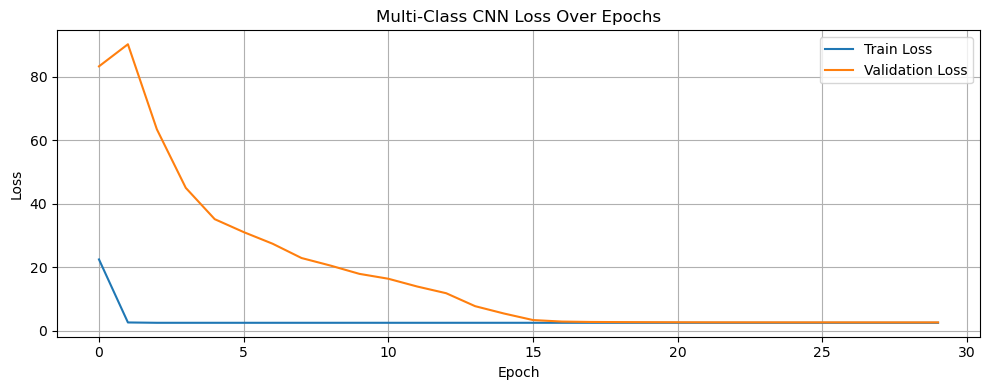 Multi-Class CNN Loss Over Epochs
Train Loss
Validation Loss
Loss
80
60
40
20
0
0 5 10 15 20 25 30
Epoch